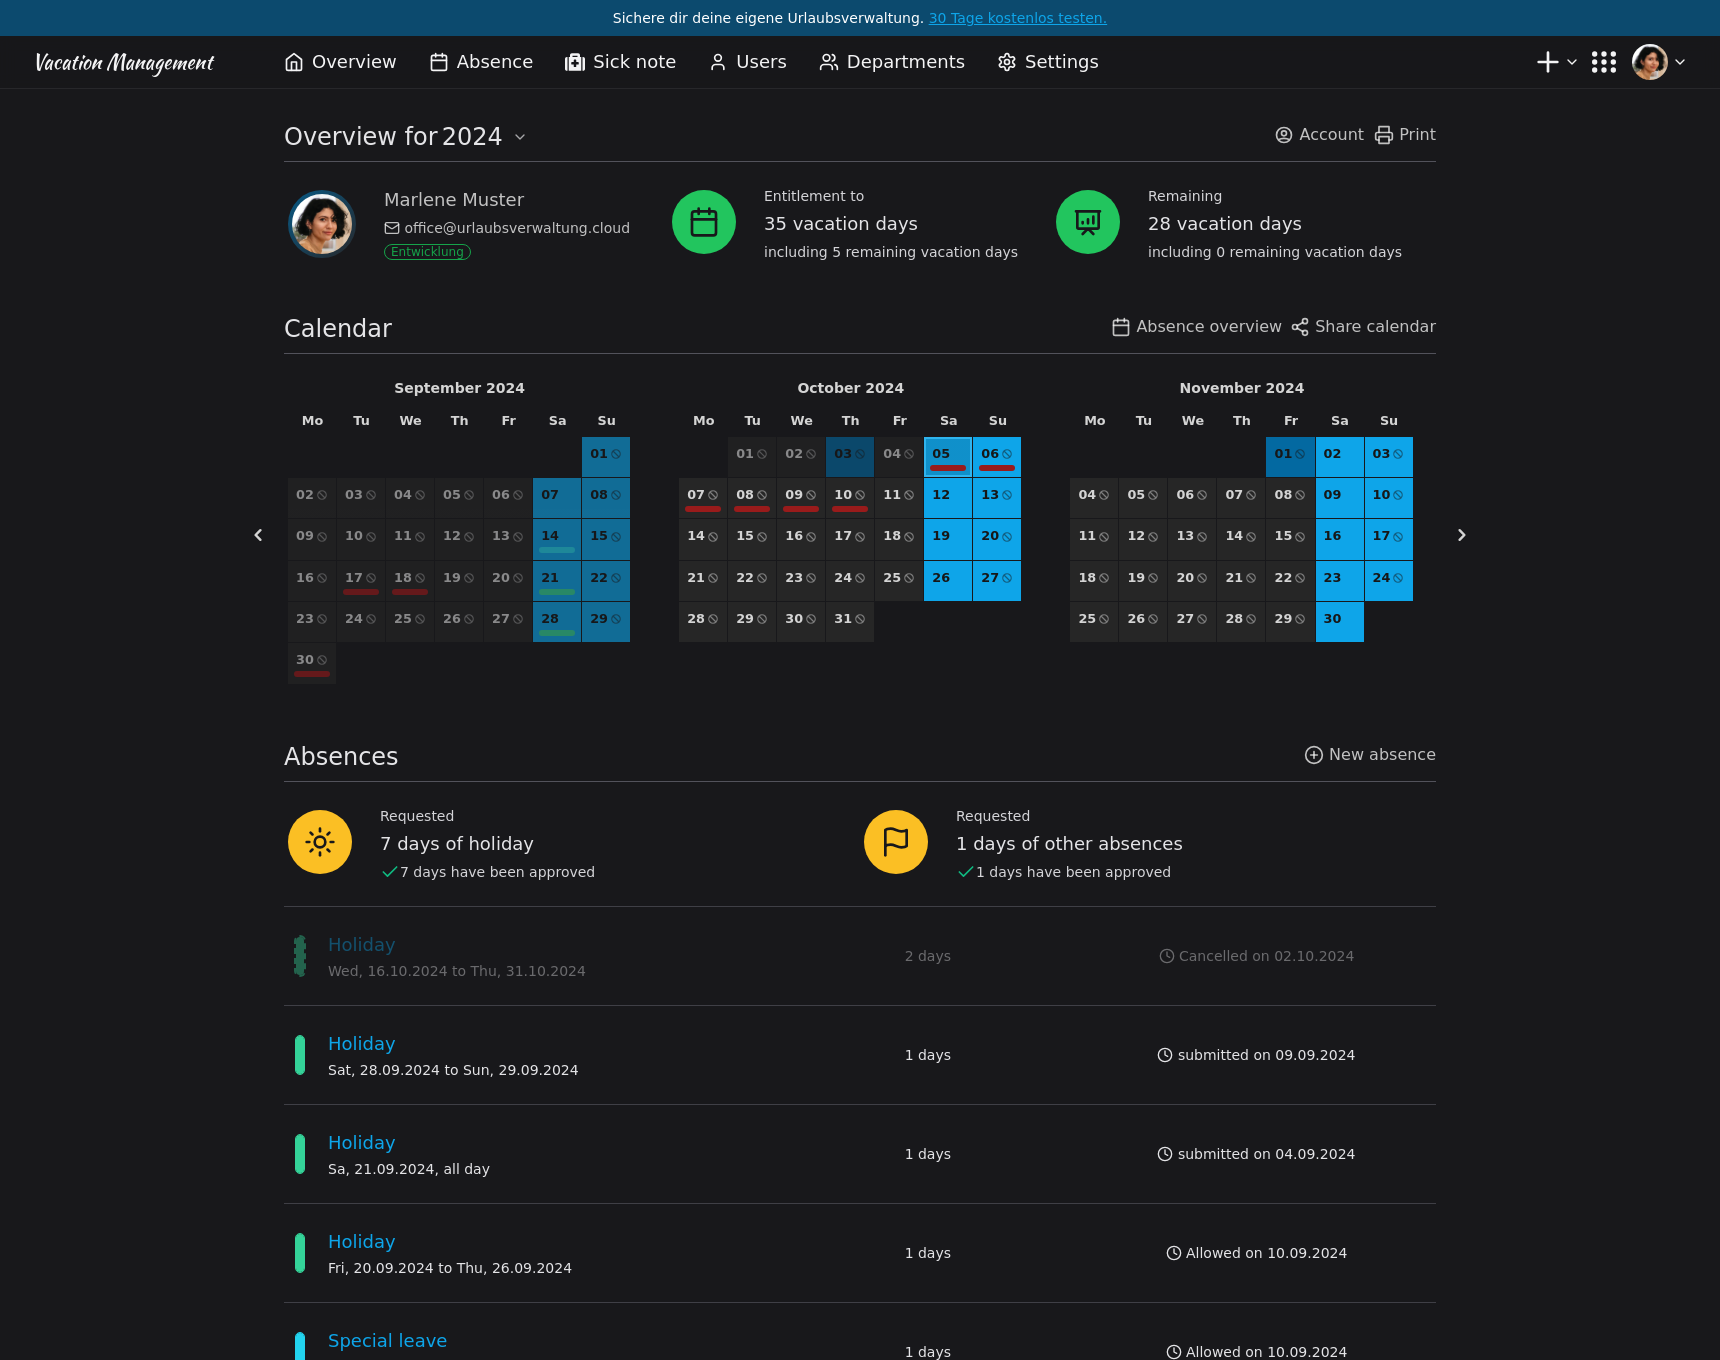 Sichere dir deine eigene Urlaubsverwaltung. 30 Tage kostenlos testen.
Vacation Management Overview Absence Sick note Users Departments Settings
Overview for 2024 Account Print
Marlene Muster
office@urlaubsverwaltung.cloud
Entwicklung
Entitlement to
35 vacation days
including 5 remaining vacation days
Remaining
28 vacation days
including 0 remaining vacation days
Calendar Absence overview Share calendar
September 2024
Mo Tu We Th Fr Sa Su
01
02 03 04 05 06 07 08
09 10 11 12 13 14 15
16 17 18 19 20 21 22
23 24 25 26 27 28 29
30
October 2024
Mo Tu We Th Fr Sa Su
01 02 03 04 05 06
07 08 09 10 11 12 13
14 15 16 17 18 19 20
21 22 23 24 25 26 27
28 29 30 31
November 2024
Mo Tu We Th Fr Sa Su
01 02 03
04 05 06 07 08 09 10
11 12 13 14 15 16 17
18 19 20 21 22 23 24
25 26 27 28 29 30
Absences New absence
Requested
7 days of holiday
7 days have been approved
Requested
1 days of other absences
1 days have been approved
Holiday
Wed, 16.10.2024 to Thu, 31.10.2024
2 days
Cancelled on 02.10.2024
Holiday
Sat, 28.09.2024 to Sun, 29.09.2024
1 days
submitted on 09.09.2024
Holiday
Sa, 21.09.2024, all day
1 days
submitted on 04.09.2024
Holiday
Fri, 20.09.2024 to Thu, 26.09.2024
1 days
Allowed on 10.09.2024
Special leave
1 days
Allowed on 10.09.2024